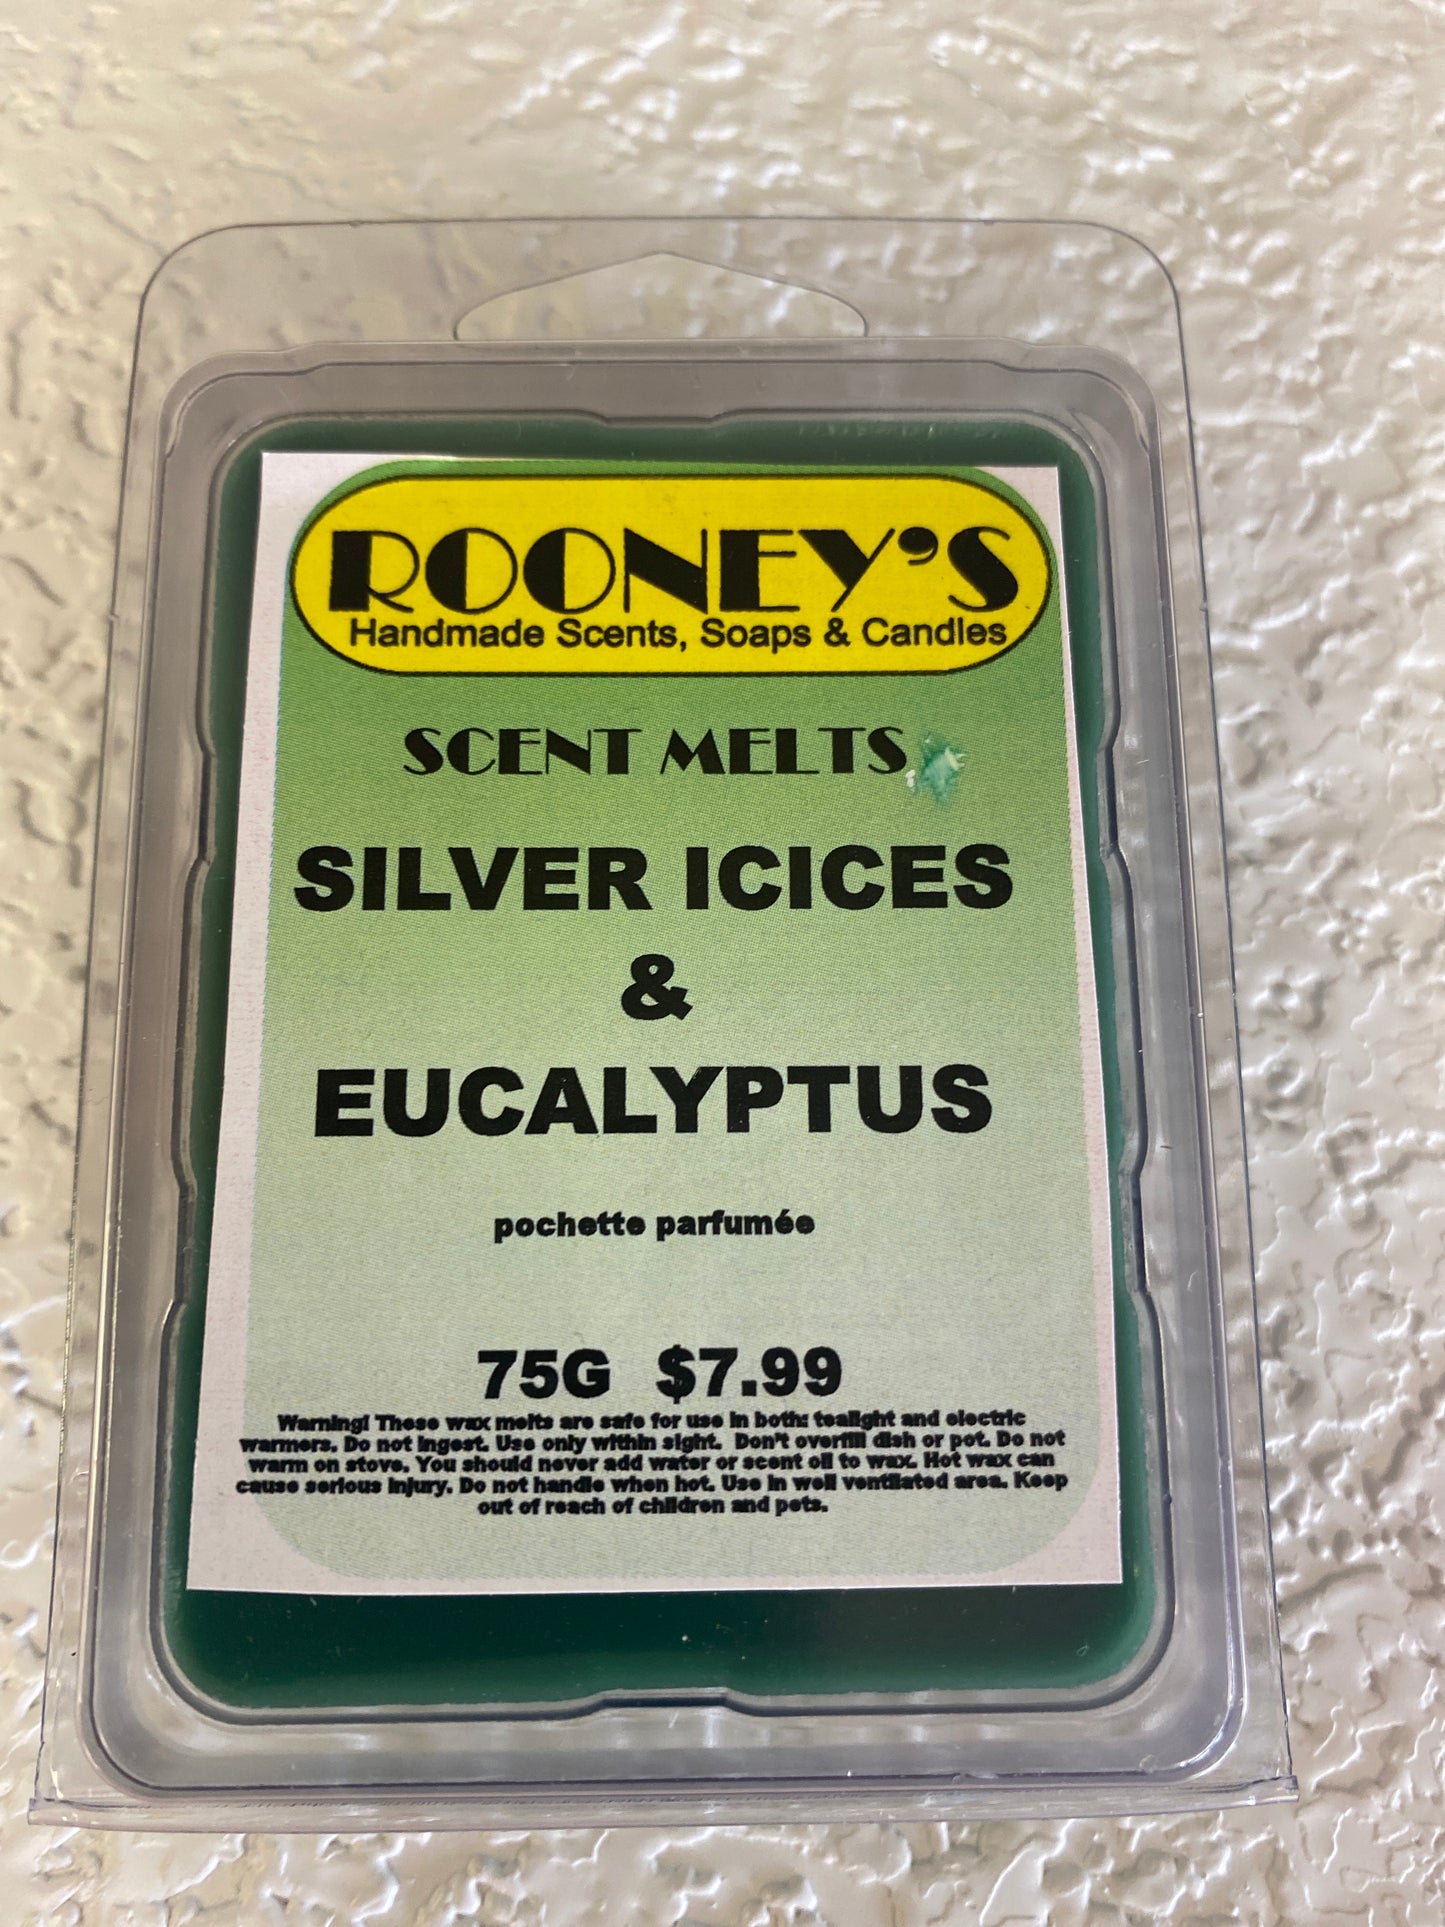 ROONEY'S
Handmade Scents, Soaps & Candles
SCENT MELTS
SILVER ICICES
&
EUCALYPTUS
pochette parfumée
75G $7.99
Warning! These wax melts are safe for use in both: tealight and electric
warmers. Do not ingest. Use only within sight. Don't overfill dish or pot. Do not
warm on stove. You should never add water or scent oil to wax. Hot wax can
cause serious injury. Do not handle when hot. Use in well ventilated area. Keep
out of reach of children and pets.